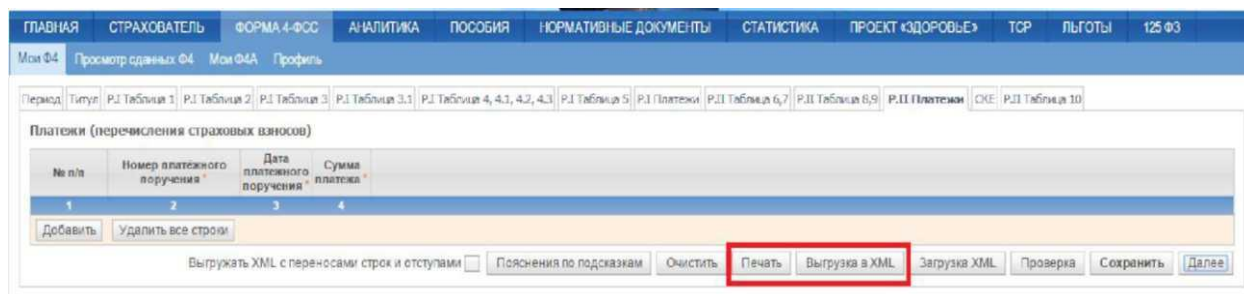 ГЛАВНАЯ СТРАХОВАТЕЛЬ ФОРМА 4-ФСС АНАЛИТИКА ПОСОБИЯ НОРМАТИВНЫЕ ДОКУМЕНТЫ СТАТИСТИКА ПРОЕКТ «ЗДОРОВЬЕ» ТСР ЛЬГОТЫ 125 ФЗ
Мои Ф4 Просмотр сданных Ф4 Мои Ф4А Профиль
Период Титул Р.I Таблица 1 Р.I Таблица 2 Р.I Таблица 3 Р.I Таблица 3.1 Р.I Таблица 4, 4.1, 4.2, 4.3 Р.I Таблица 5 Р.I Платежи Р.II Таблица 6,7 Р.II Таблица 8,9 Р.II Платежи СКЕ Р.II Таблица 10
Платежи (перечисления страховых взносов)
№ п/п Номер платёжного поручения * Дата платежного поручения * Сумма платежа *
1 2 3 4
Добавить Удалить все строки
Выгружать XML с переносами строк и отступами Пояснения по подсказкам Очистить Печать Выгрузка в XML Загрузка XML Проверка Сохранить Далее